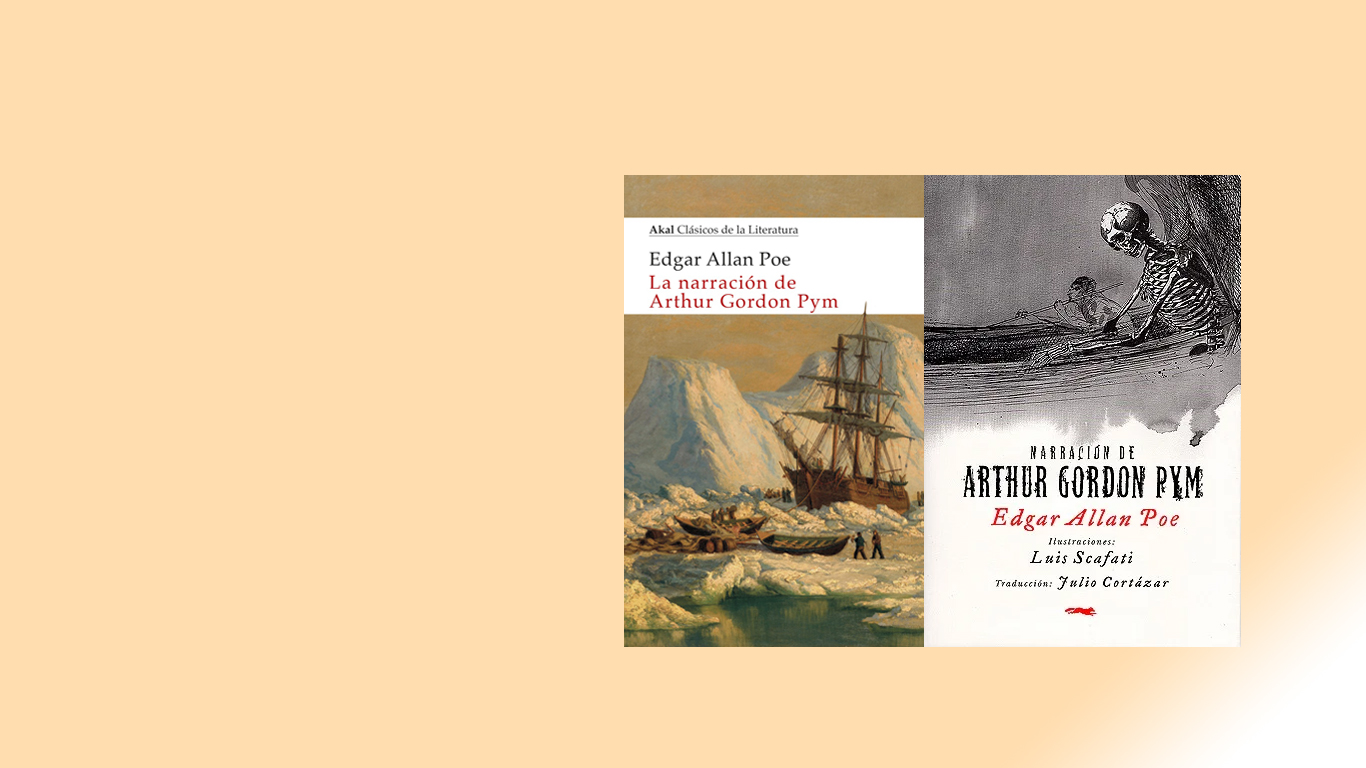 Akal Clásicos de la Literatura
Edgar Allan Poe
La narración de
Arthur Gordon Pym
NARRACIÓN DE
ARTHUR GORDON PYM
Edgar Allan Poe
Ilustraciones:
Luis Scafati
Traducción: Julio Cortázar